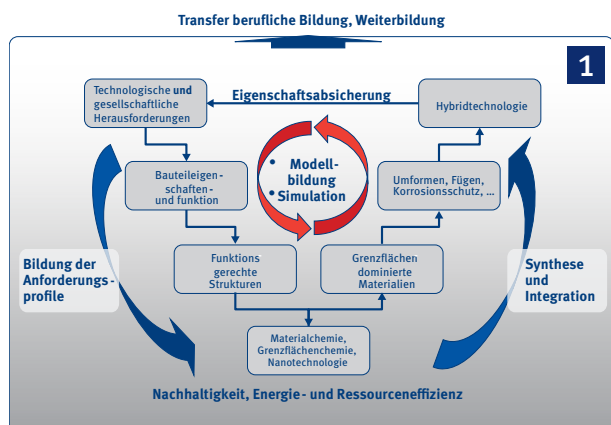 Transfer berufliche Bildung, Weiterbildung
1
Technologische und
gesellschaftliche
Herausforderungen
Eigenschaftsabsicherung
Hybridtechnologie
• Modell-
bildung
• Simulation
Bauteileigen-
schaften-
und funktion
Umformen, Fügen,
Korrosionsschutz, ...
Bildung der
Anforderungs-
profile
Funktions
gerechte
Strukturen
Grenzflächen
dominierte
Materialien
Synthese
und
Integration
Materialchemie,
Grenzflächenchemie,
Nanotechnologie
Nachhaltigkeit, Energie- und Ressourceneffizienz